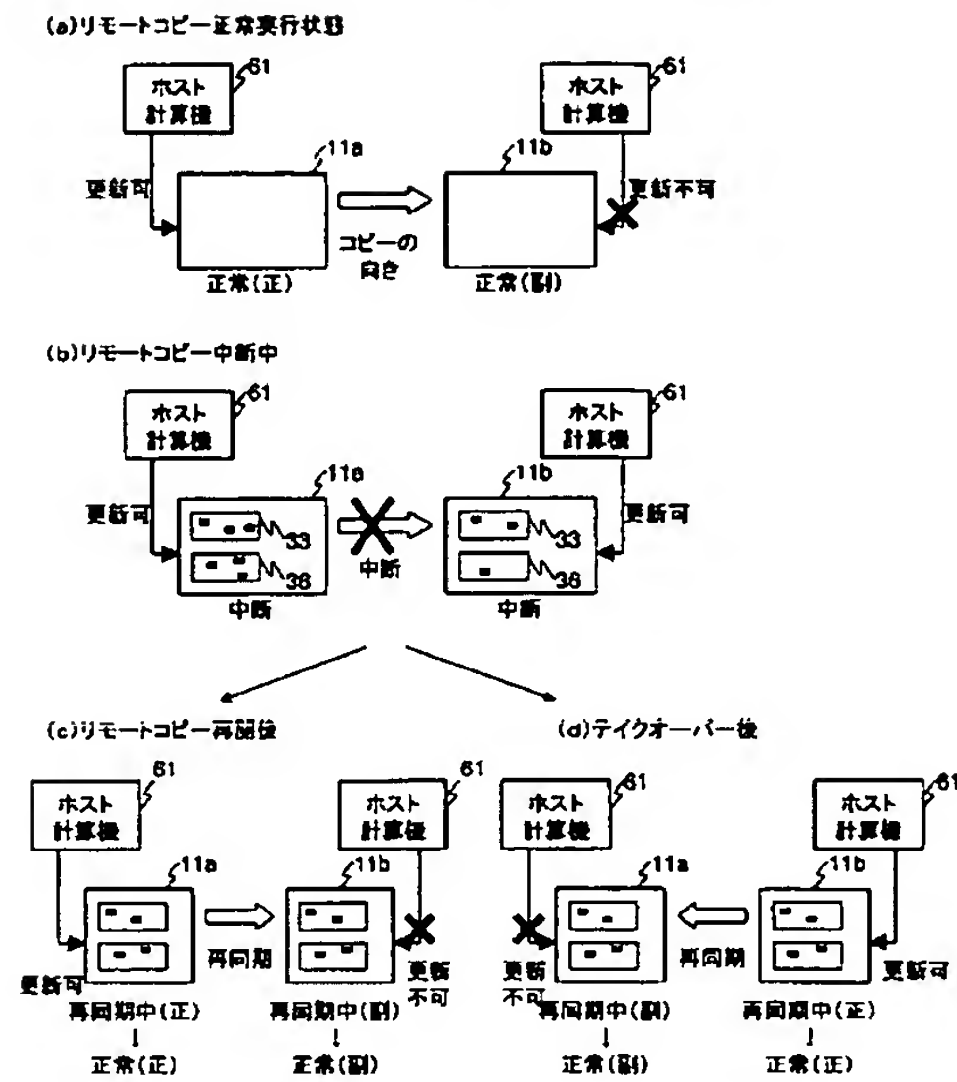 (a)リモートコピー正常実行状態
61
ホスト
計算機
61
ホスト
計算機
11a
11b
更新可
更新不可
コピーの
向き
正常(正)
正常(副)
(b)リモートコピー中断中
61
ホスト
計算機
61
ホスト
計算機
11a
11b
更新可
更新可
33
33
中断
36
36
中断
中断
(c)リモートコピー再開後
(d)テイクオーバー後
61
ホスト
計算機
61
ホスト
計算機
61
ホスト
計算機
61
ホスト
計算機
11a
11b
11a
11b
再同期
再同期
更新可
更新
不可
更新
不可
更新可
再同期中(正)
再同期中(副)
再同期中(副)
再同期中(正)
正常(正)
正常(副)
正常(副)
正常(正)